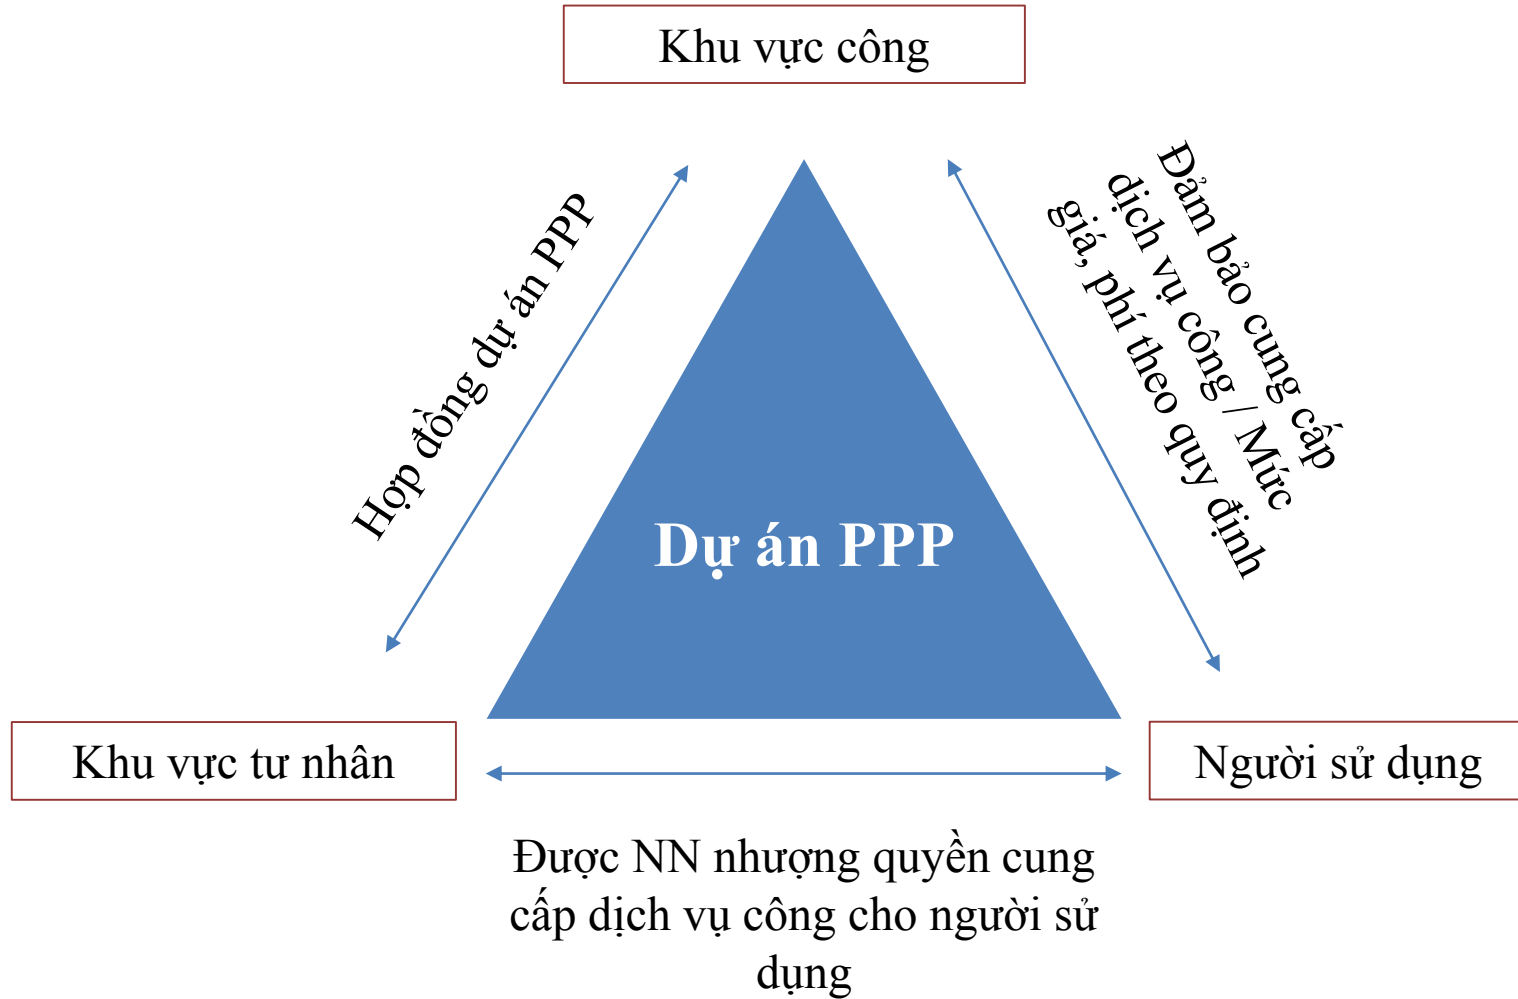 Khu vực công
Hợp đồng dự án PPP
Đảm bảo cung cấp
dịch vụ công / Mức
giá, phí theo quy định
Dự án PPP
Khu vực tư nhân
Người sử dụng
Được NN nhượng quyền cung
cấp dịch vụ công cho người sử
dụng